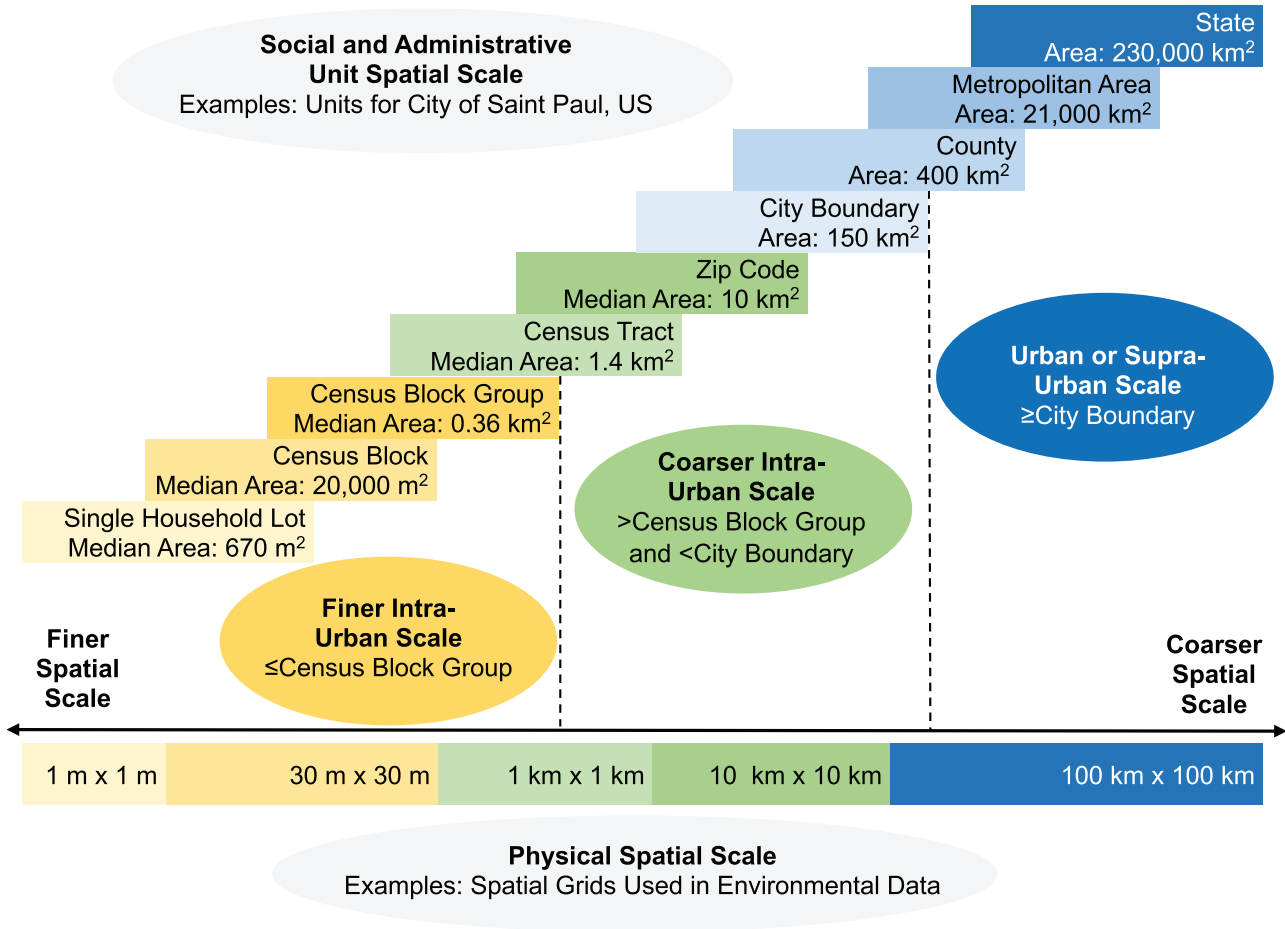 Social and Administrative
Unit Spatial Scale
Examples: Units for City of Saint Paul, US
State
Area: 230,000 km²
Metropolitan Area
Area: 21,000 km²
County
Area: 400 km²
City Boundary
Area: 150 km²
Zip Code
Median Area: 10 km²
Census Tract
Median Area: 1.4 km²
Census Block Group
Median Area: 0.36 km²
Census Block
Median Area: 20,000 m²
Single Household Lot
Median Area: 670 m²
Urban or Supra-
Urban Scale
≥City Boundary
Coarser Intra-
Urban Scale
>Census Block Group
and <City Boundary
Finer Intra-
Urban Scale
≤Census Block Group
Finer
Spatial
Scale
Coarser
Spatial
Scale
1 m x 1 m
30 m x 30 m
1 km x 1 km
10  km x 10 km
100 km x 100 km
Physical Spatial Scale
Examples: Spatial Grids Used in Environmental Data